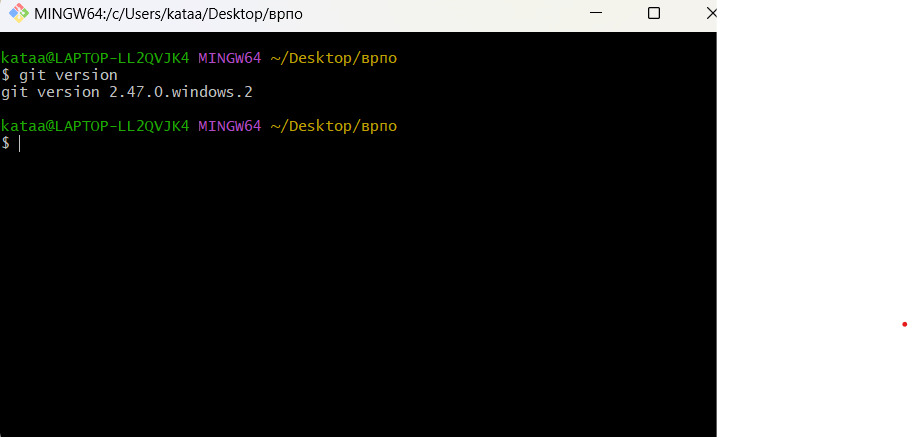 MINGW64:/c/Users/kataa/Desktop/врпо
kataa@LAPTOP-LL2QVJK4 MINGW64 ~/Desktop/врпо
$ git version
git version 2.47.0.windows.2
kataa@LAPTOP-LL2QVJK4 MINGW64 ~/Desktop/врпо
$